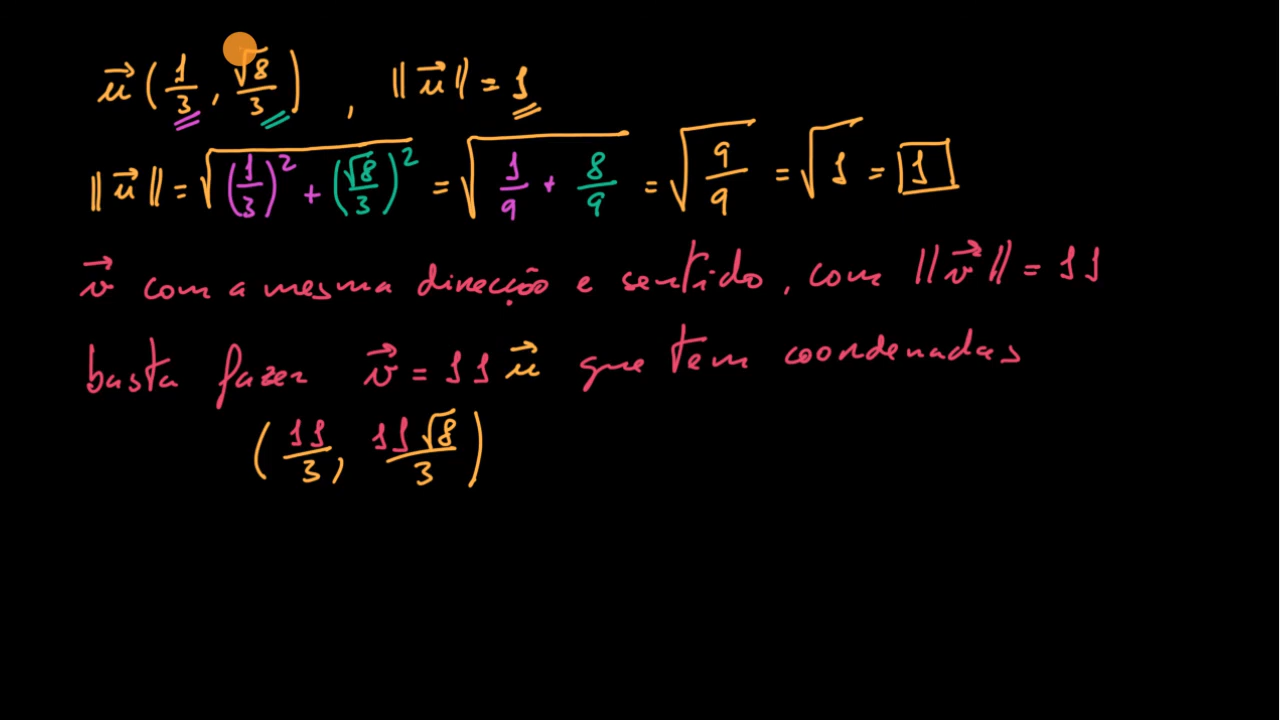 u⃗ (1/3, √8/3) , ||u⃗|| = 1
||u⃗|| = √((1/3)² + (√8/3)²) = √(1/9 + 8/9) = √(9/9) = √1 = 1
v⃗ com a mesma direcção e sentido, com ||v⃗|| = 11
basta fazer v⃗ = 11 u⃗ que tem coordenadas
(11/3, 11√8/3)